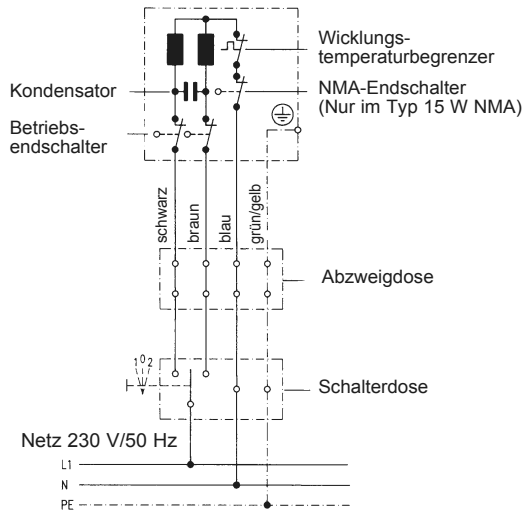 Wicklungs-
temperaturbegrenzer
Kondensator
NMA-Endschalter
(Nur im Typ 15 W NMA)
Betriebs-
endschalter
schwarz
braun
blau
grün/gelb
Abzweigdose
1 0 2
Schalterdose
Netz 230 V/50 Hz
L1
N
PE